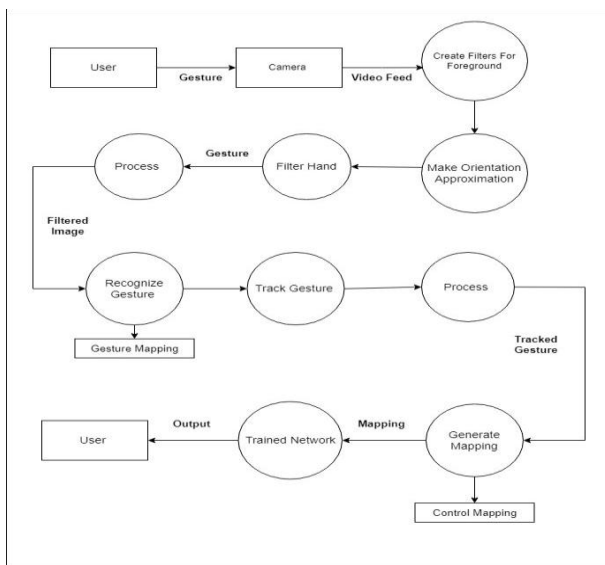 User
Gesture
Camera
Video Feed
Create Filters For
Foreground
Process
Gesture
Filter Hand
Make Orientation
Approximation
Filtered
Image
Recognize
Gesture
Track Gesture
Process
Gesture Mapping
Tracked
Gesture
User
Output
Trained Network
Mapping
Generate
Mapping
Control Mapping